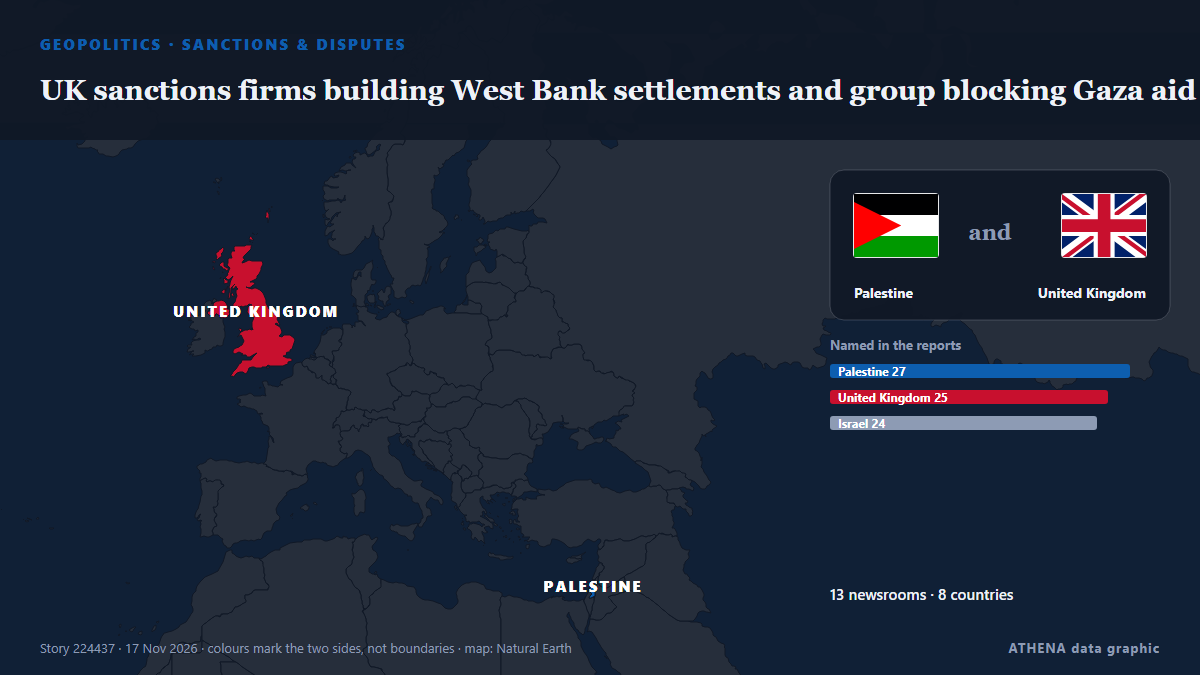 GEOPOLITICS · SANCTIONS & DISPUTES
UK sanctions firms building West Bank settlements and group blocking Gaza aid
and
Palestine
United Kingdom
UNITED KINGDOM
Named in the reports
Palestine 27
United Kingdom 25
Israel 24
PALESTINE
13 newsrooms · 8 countries
Story 224437 · 17 Nov 2026 · colours mark the two sides, not boundaries · map: Natural Earth
ATHENA data graphic